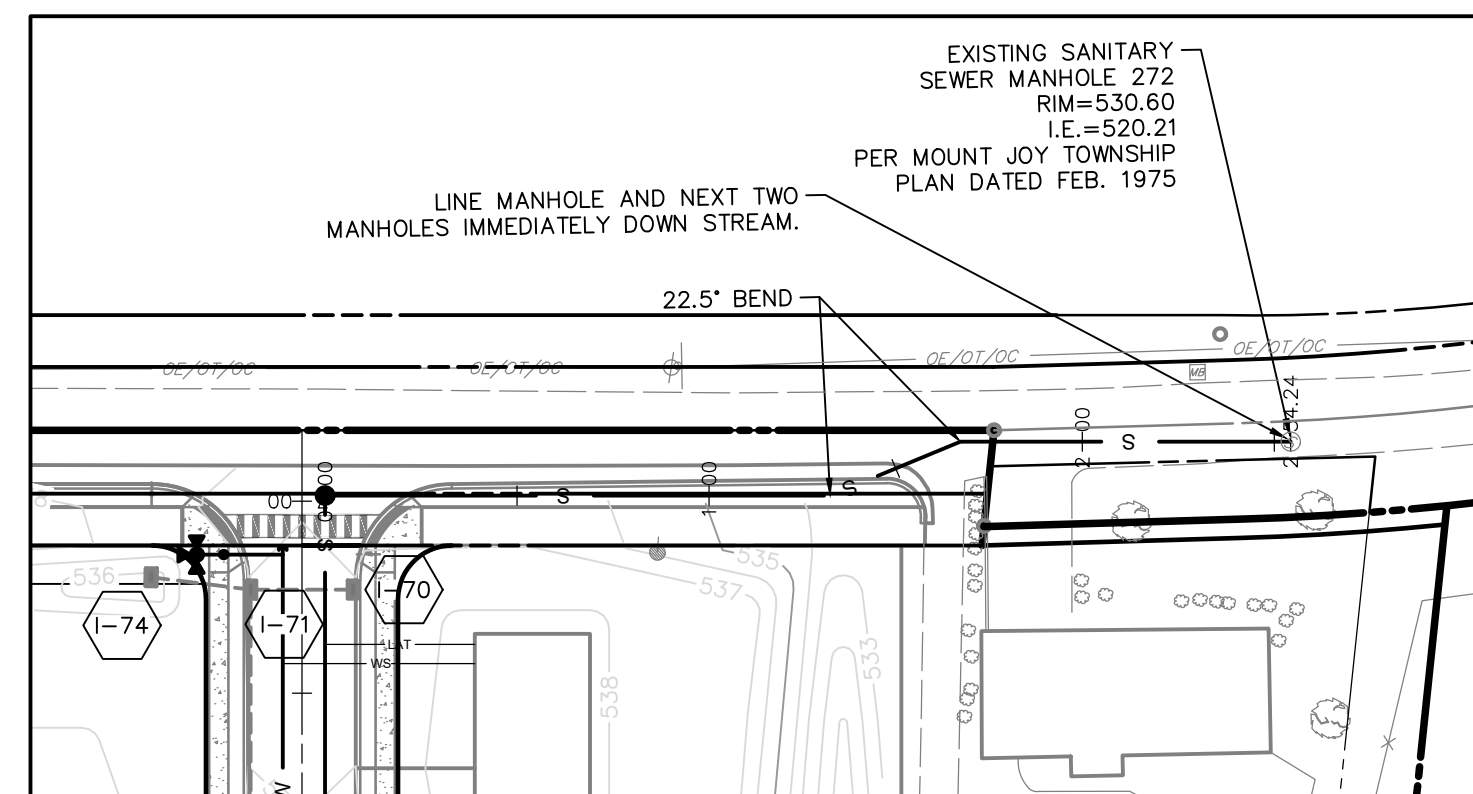 EXISTING SANITARY
SEWER MANHOLE 272
RIM=530.60
I.E.=520.21
PER MOUNT JOY TOWNSHIP
PLAN DATED FEB. 1975
LINE MANHOLE AND NEXT TWO
MANHOLES IMMEDIATELY DOWN STREAM.
22.5° BEND
OE/OT/OC
OE/OT/OC
OE/OT/OC
OE/OT/OC
MB
2-00
S
S
S
S
1-00
00
535
536
537
538
533
I-74
I-71
I-70
LAT
WS
W